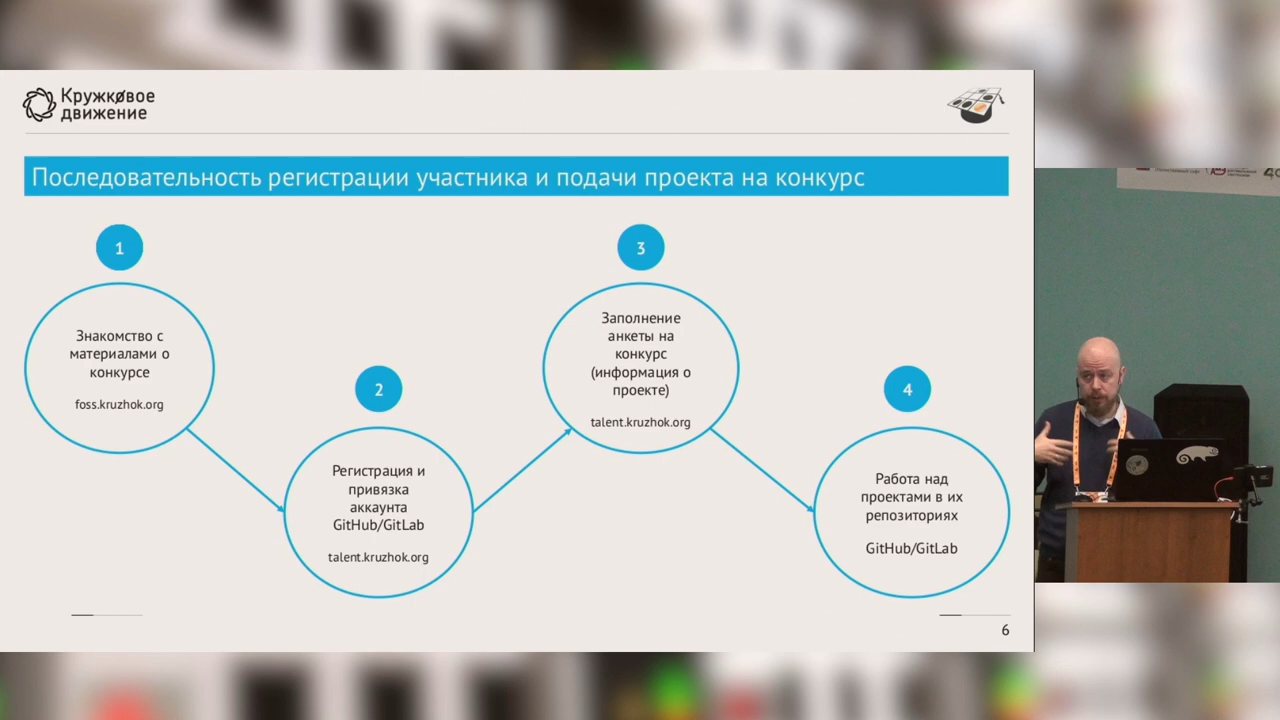 Кружковое
движение
Последовательность регистрации участника и подачи проекта на конкурс
1
Знакомство с
материалами о
конкурсе
foss.kruzhok.org
2
Регистрация и
привязка
аккаунта
GitHub/GitLab
talent.kruzhok.org
3
Заполнение
анкеты на
конкурс
(информация о
проекте)
talent.kruzhok.org
4
Работа над
проектами в их
репозиториях
GitHub/GitLab
6